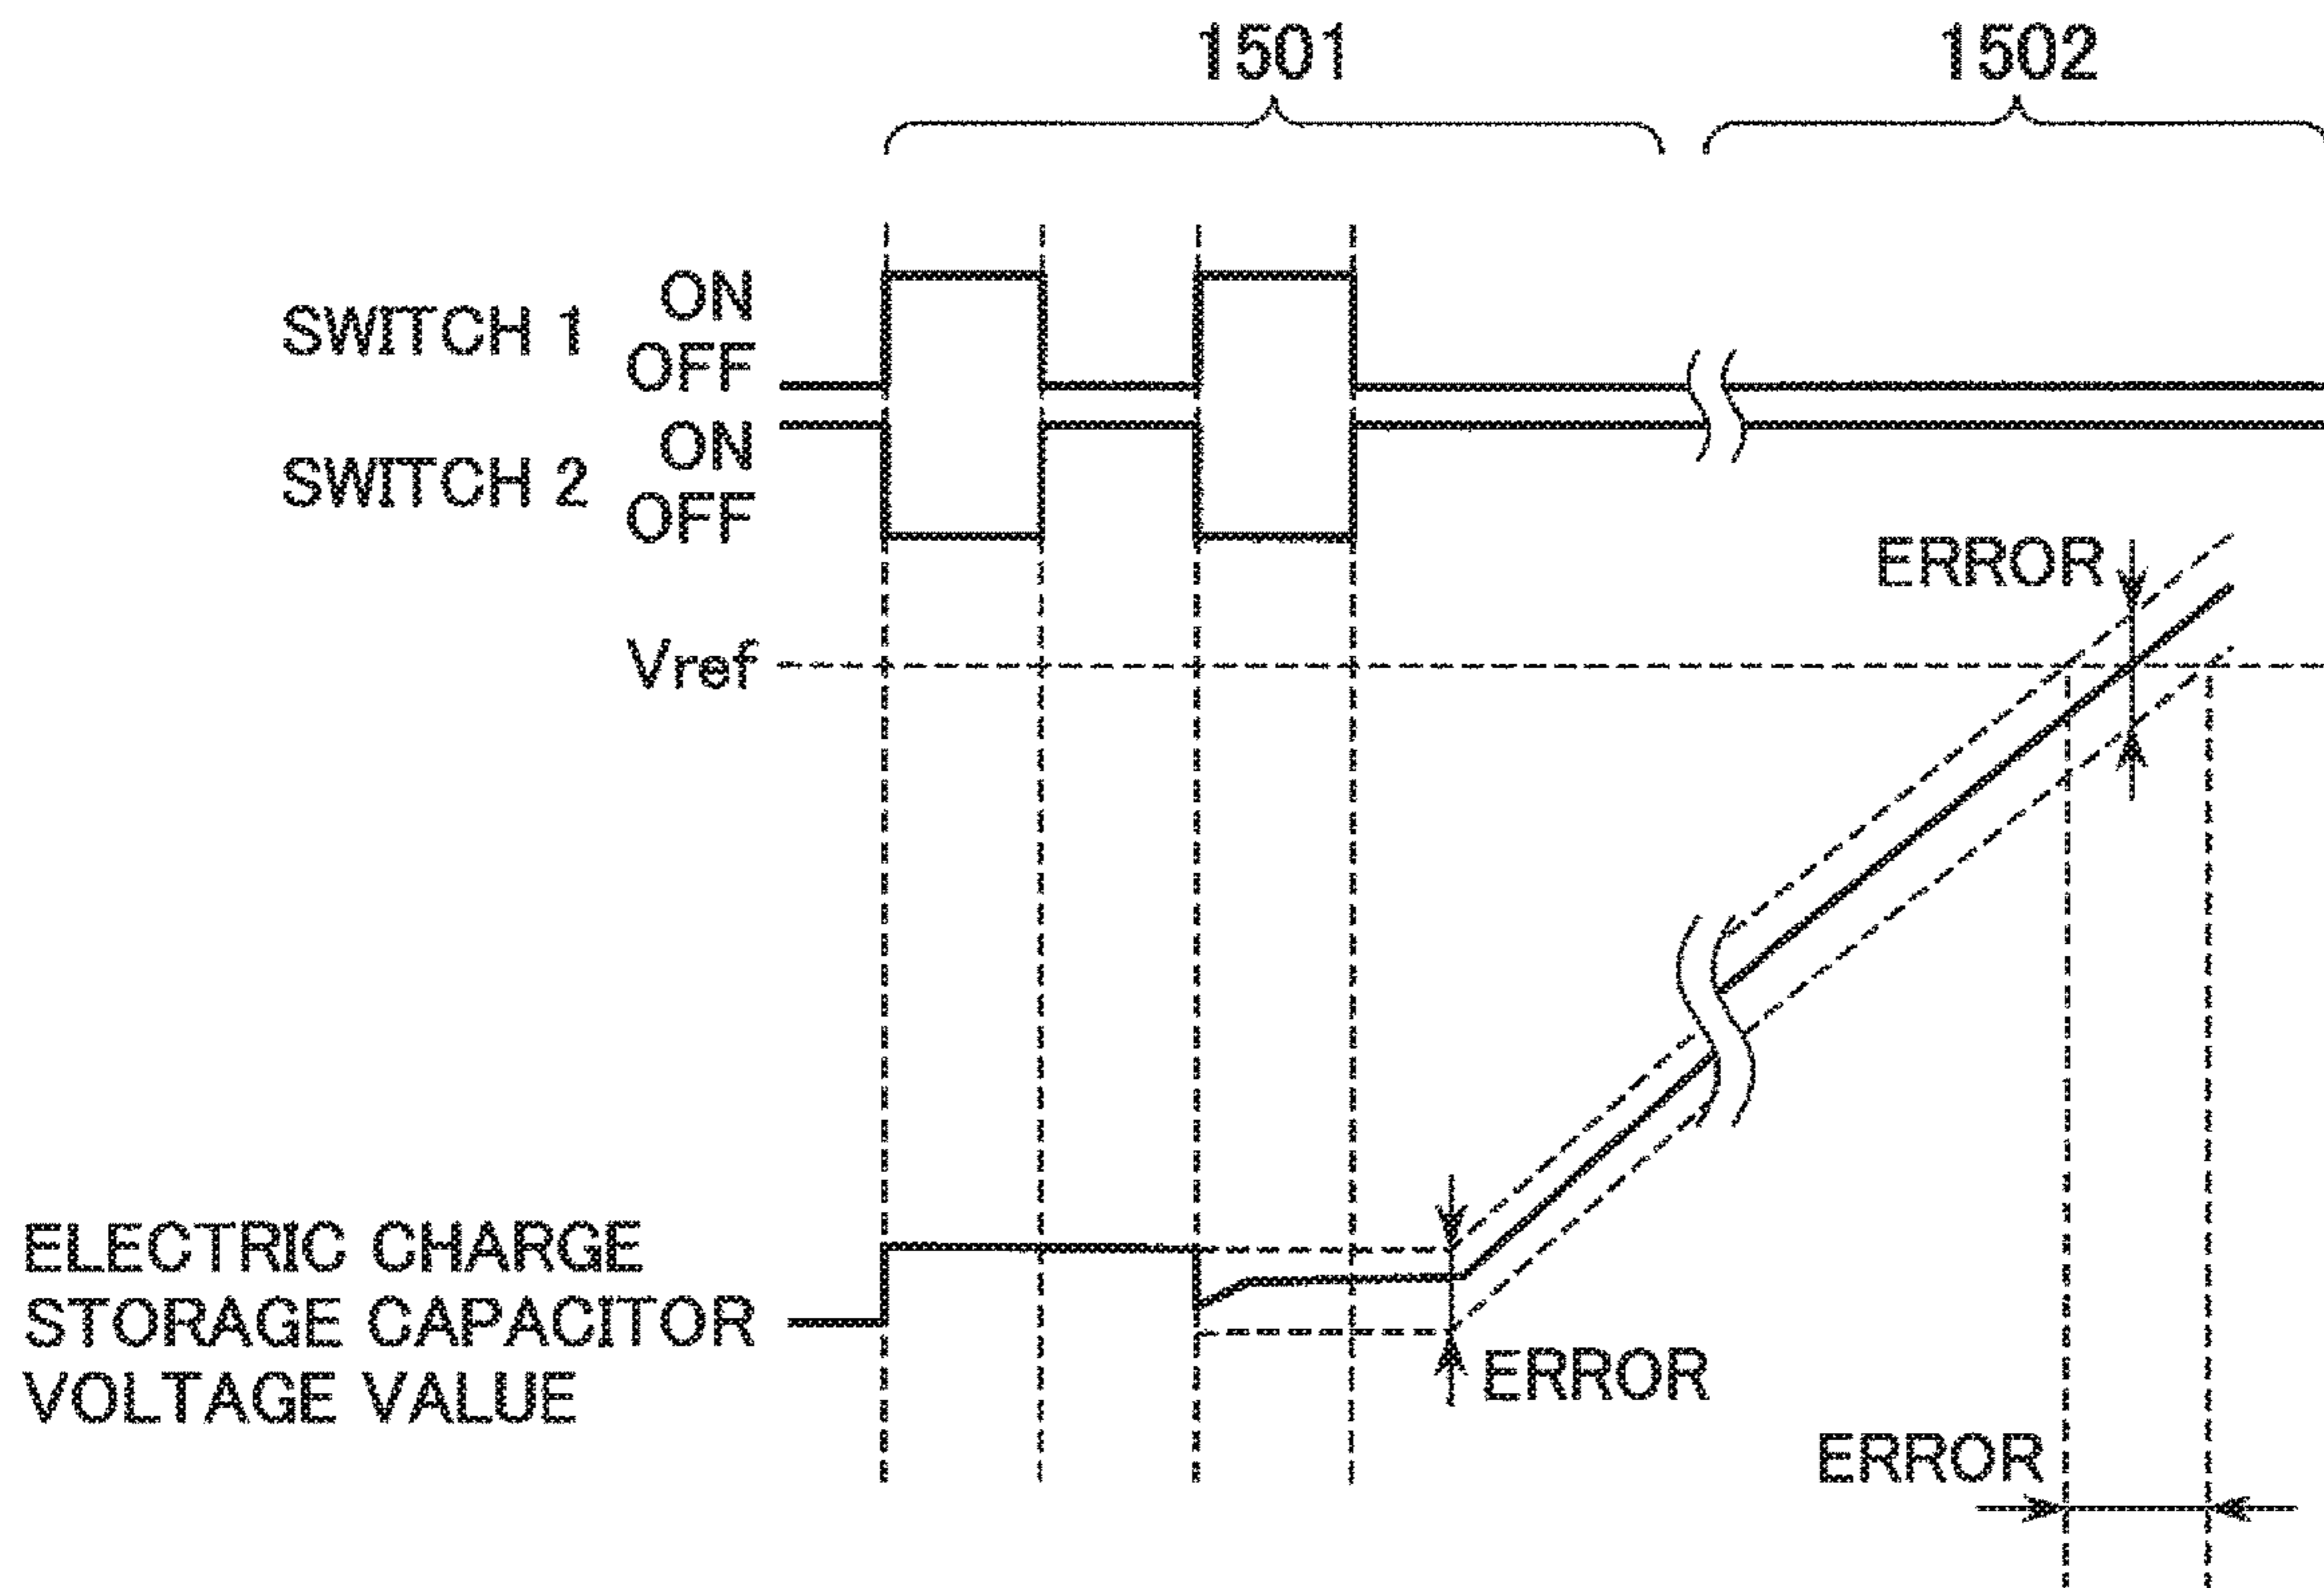 1501
1502
SWITCH 1
ON
OFF
SWITCH 2
ON
OFF
ERROR
Vref
ELECTRIC CHARGE
STORAGE CAPACITOR
VOLTAGE VALUE
ERROR
ERROR